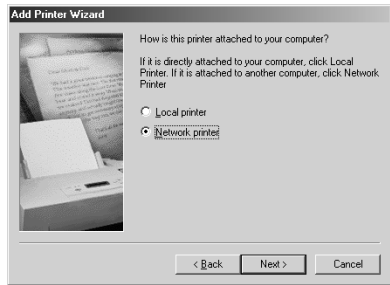 Add Printer Wizard
How is this printer attached to your computer?
If it is directly attached to your computer, click Local
Printer. If it is attached to another computer, click Network
Printer
Local printer
Network printer
< Back
Next >
Cancel